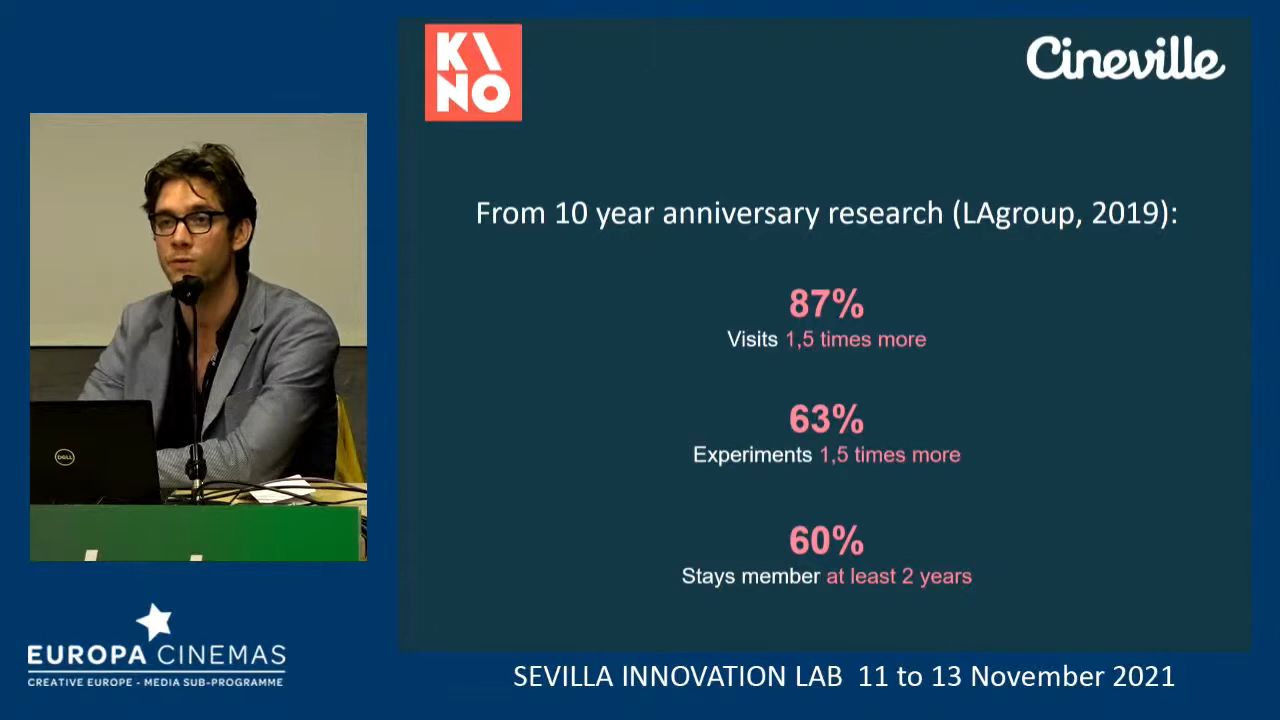 KINO
Cineville
From 10 year anniversary research (LAgroup, 2019):
87%
Visits 1,5 times more
63%
Experiments 1,5 times more
60%
Stays member at least 2 years
DELL
EUROPA CINEMAS
CREATIVE EUROPE - MEDIA SUB-PROGRAMME
SEVILLA INNOVATION LAB 11 to 13 November 2021